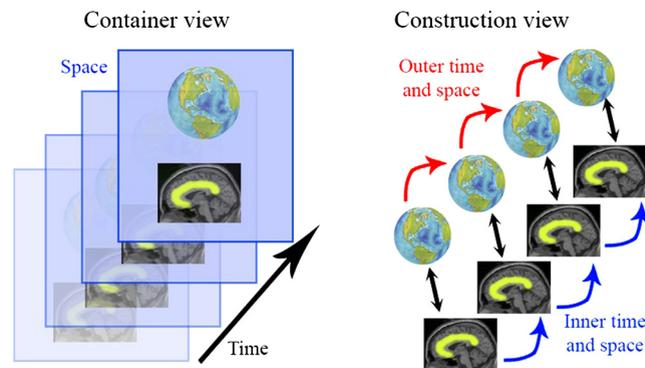 Container view
Construction view
Space
Time
Outer time
and space
Inner time
and space